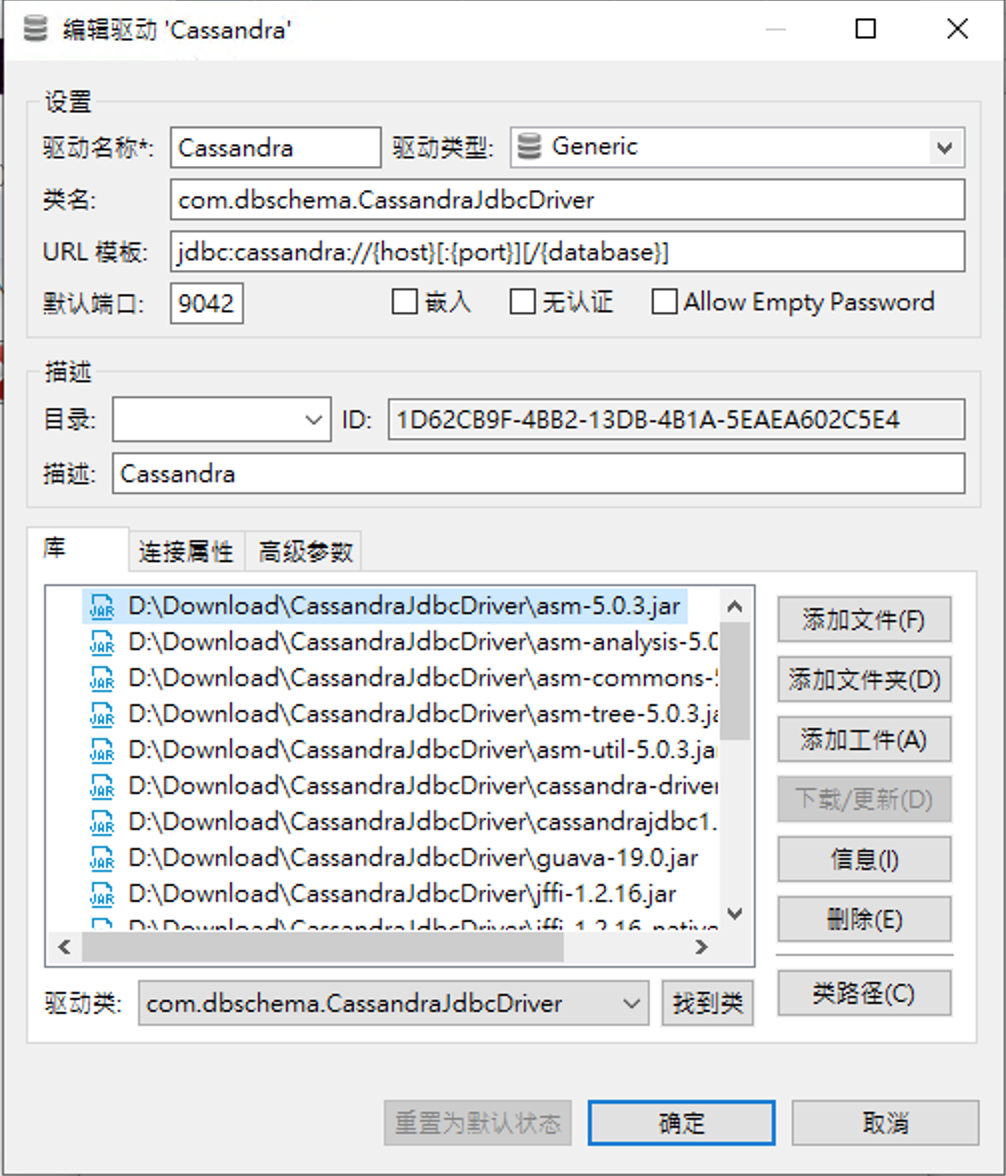 编辑驱动 'Cassandra'
设置
驱动名称*: Cassandra 驱动类型: Generic
类名: com.dbschema.CassandraJdbcDriver
URL 模板: jdbc:cassandra://{host}[:{port}][/{database}]
默认端口: 9042 嵌入 无认证 Allow Empty Password
描述
目录: ID: 1D62CB9F-4BB2-13DB-4B1A-5EAEA602C5E4
描述: Cassandra
库 连接属性 高级参数
D:\Download\CassandraJdbcDriver\asm-5.0.3.jar
D:\Download\CassandraJdbcDriver\asm-analysis-5.0
D:\Download\CassandraJdbcDriver\asm-commons-5
D:\Download\CassandraJdbcDriver\asm-tree-5.0.3.ja
D:\Download\CassandraJdbcDriver\asm-util-5.0.3.jar
D:\Download\CassandraJdbcDriver\cassandra-driver
D:\Download\CassandraJdbcDriver\cassandrajdbc1.
D:\Download\CassandraJdbcDriver\guava-19.0.jar
D:\Download\CassandraJdbcDriver\jffi-1.2.16.jar
D:\Download\CassandraJdbcDriver\jffi-1.2.16-native
添加文件(F)
添加文件夹(D)
添加工件(A)
下载/更新(D)
信息(I)
删除(E)
类路径(C)
驱动类: com.dbschema.CassandraJdbcDriver 找到类
重置为默认状态 确定 取消